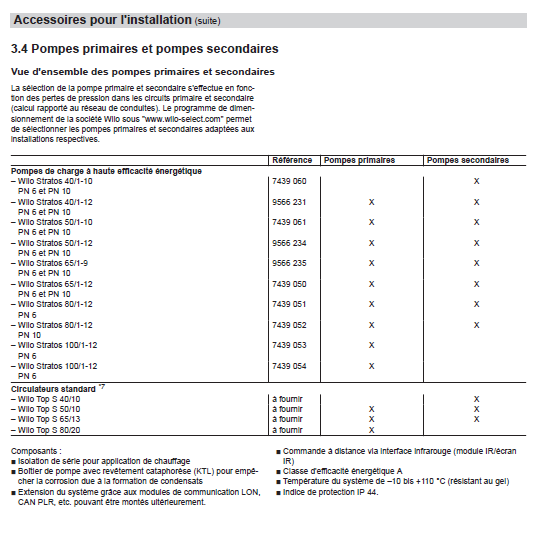 Accessoires pour l'installation (suite)
3.4 Pompes primaires et pompes secondaires
Vue d'ensemble des pompes primaires et secondaires
La sélection de la pompe primaire et secondaire s'effectue en fonc-
tion des pertes de pression dans les circuits primaire et secondaire
(calcul rapporté au réseau de conduites). Le programme de dimen-
sionnement de la société Wilo sous "www.wilo-select.com" permet
de sélectionner les pompes primaires et secondaires adaptées aux
installations respectives.
Référence Pompes primaires Pompes secondaires
Pompes de charge à haute efficacité énergétique
– Wilo Stratos 40/1-10 7439 060 X
PN 6 et PN 10
– Wilo Stratos 40/1-12 9566 231 X X
PN 6 et PN 10
– Wilo Stratos 50/1-10 7439 061 X X
PN 6 et PN 10
– Wilo Stratos 50/1-12 9566 234 X X
PN 6 et PN 10
– Wilo Stratos 65/1-9 9566 235 X X
PN 6 et PN 10
– Wilo Stratos 65/1-12 7439 050 X X
PN 6 et PN 10
– Wilo Stratos 80/1-12 7439 051 X X
PN 6
– Wilo Stratos 80/1-12 7439 052 X X
PN 10
– Wilo Stratos 100/1-12 7439 053 X
PN 6
– Wilo Stratos 100/1-12 7439 054 X
PN 6
Circulateurs standard *7
– Wilo Top S 40/10 à fournir X
– Wilo Top S 50/10 à fournir X X
– Wilo Top S 65/13 à fournir X X
– Wilo Top S 80/20 à fournir X
Composants :
■ Isolation de série pour application de chauffage
■ Boîtier de pompe avec revêtement cataphorèse (KTL) pour empê-
cher la corrosion due à la formation de condensats
■ Extension du système grâce aux modules de communication LON,
CAN PLR, etc. pouvant être montés ultérieurement.
■ Commande à distance via interface infrarouge (module IR/écran
IR)
■ Classe d'efficacité énergétique A
■ Température du système de –10 bis +110 °C (résistant au gel)
■ Indice de protection IP 44.